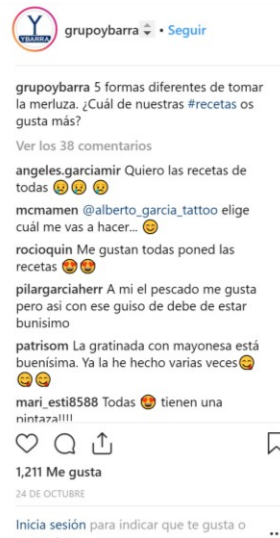 YBARRA
grupoybarra • Seguir
grupoybarra 5 formas diferentes de tomar
la merluza. ¿Cuál de nuestras #recetas os
gusta más?
Ver los 38 comentarios
angeles.garciamir Quiero las recetas de
todas 😢😢 😢
mcmamen @alberto_garcia_tattoo elige
cuál me vas a hacer... 😊
rocioquin Me gustan todas poned las
recetas 😍😍
pilargarciaherr A mi el pescado me gusta
pero asi con ese guiso de debe de estar
bunisimo
patrisom La gratinada con mayonesa está
buenísima. Ya la he hecho varias veces😋
😋😋
mari_esti8588 Todas 😍 tienen una
pintaza!!!!
1,211 Me gusta
24 DE OCTUBRE
Inicia sesión para indicar que te gusta o